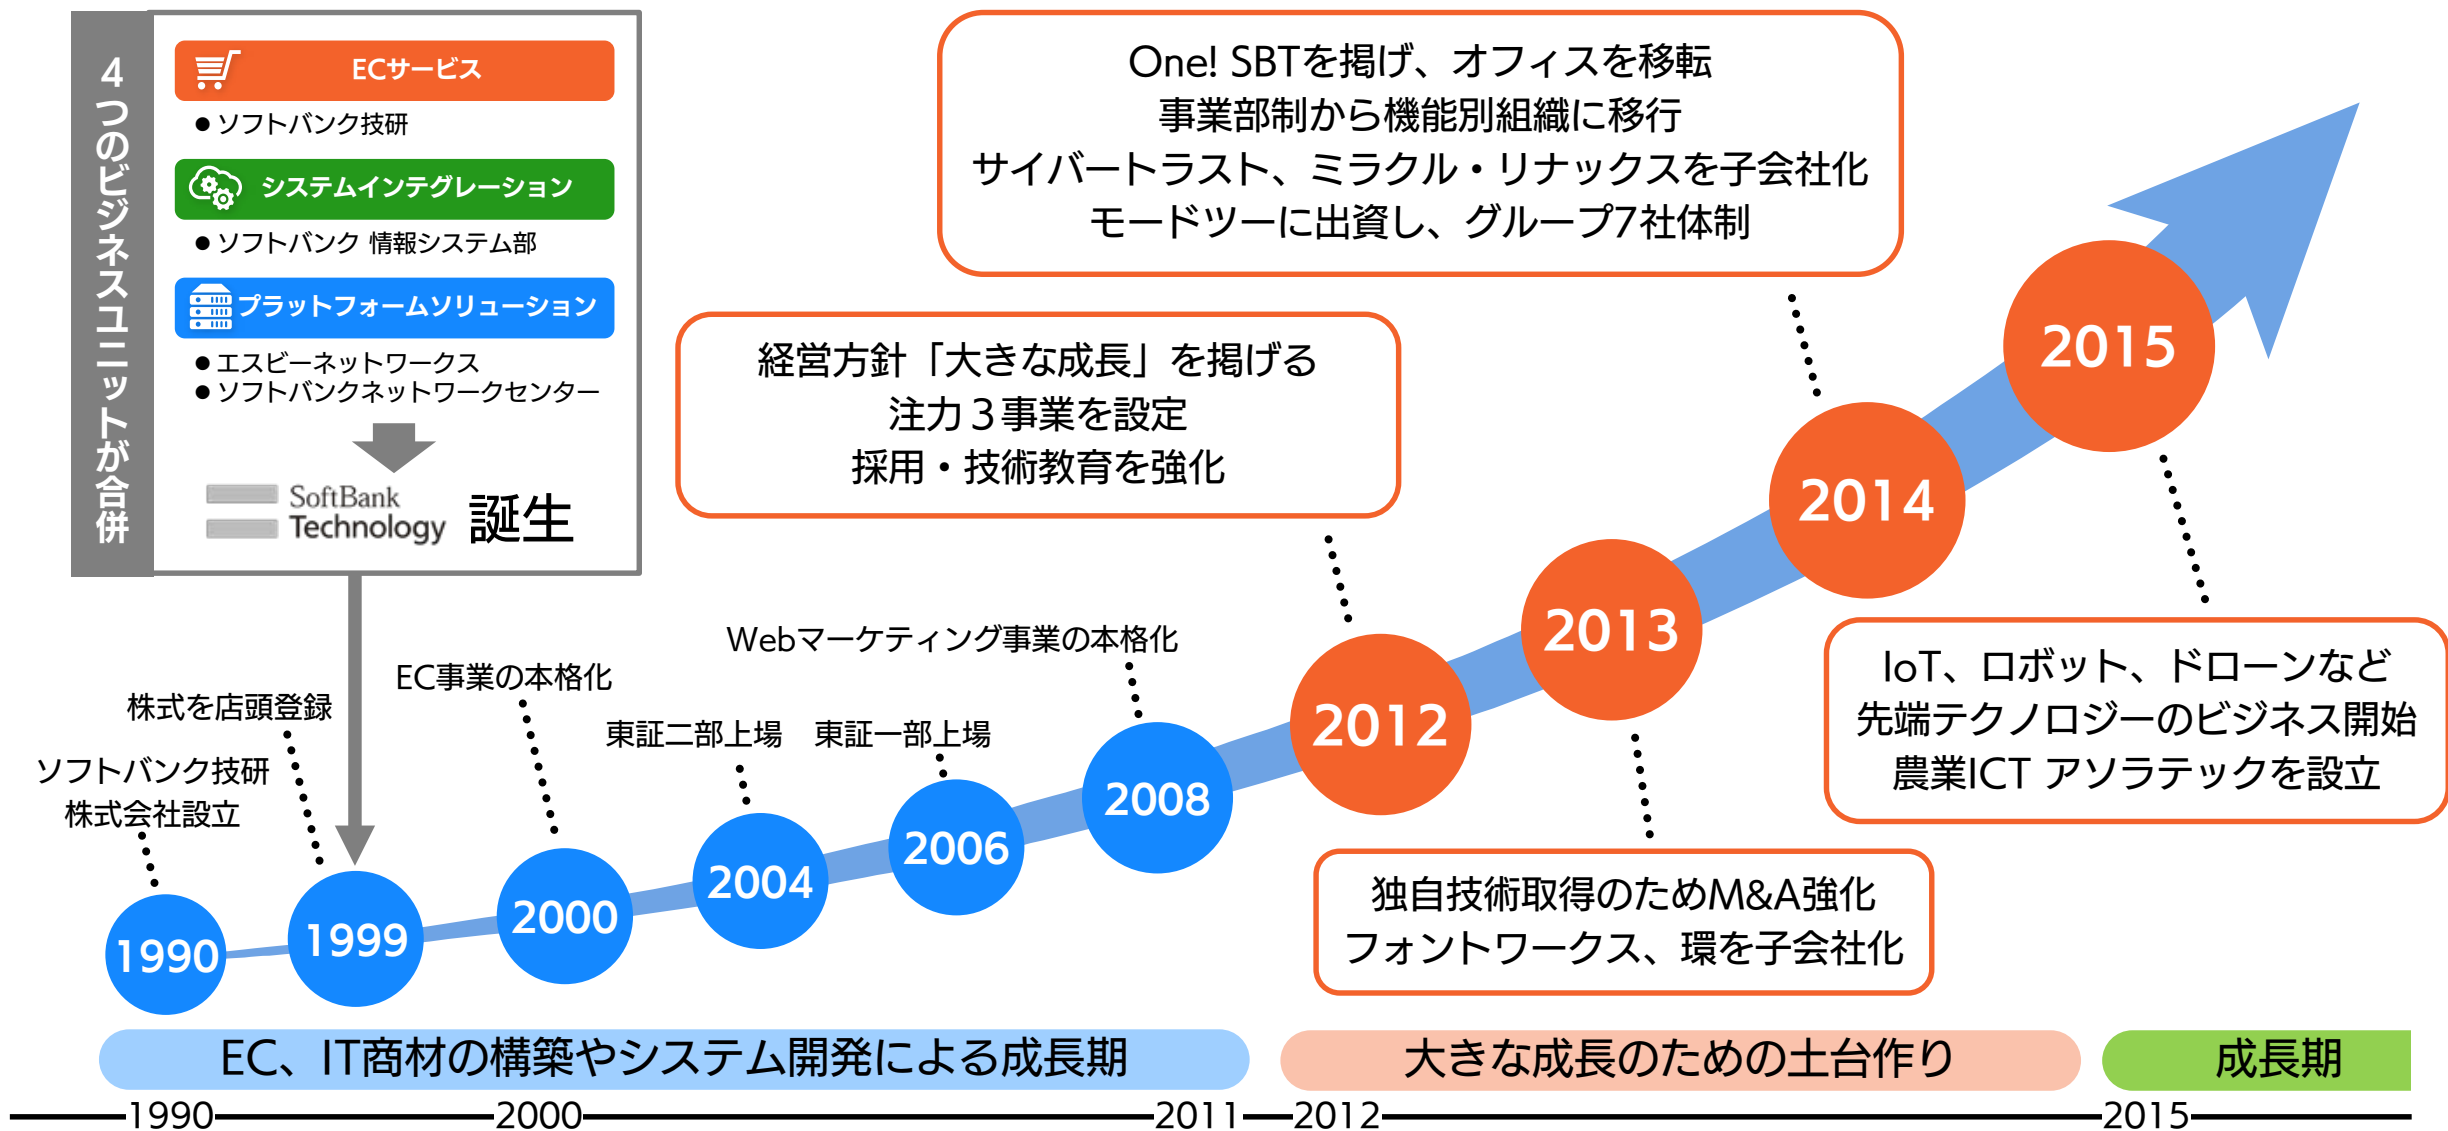 4つのビジネスユニットが合併
ECサービス
● ソフトバンク技研
システムインテグレーション
● ソフトバンク 情報システム部
プラットフォームソリューション
● エスビーネットワークス
● ソフトバンクネットワークセンター
SoftBank
Technology
誕生
One! SBTを掲げ、オフィスを移転
事業部制から機能別組織に移行
サイバートラスト、ミラクル・リナックスを子会社化
モードツーに出資し、グループ7社体制
経営方針「大きな成長」を掲げる
注力３事業を設定
採用・技術教育を強化
Webマーケティング事業の本格化
EC事業の本格化
株式を店頭登録
東証二部上場
東証一部上場
ソフトバンク技研
株式会社設立
IoT、ロボット、ドローンなど
先端テクノロジーのビジネス開始
農業ICT アソラテックを設立
独自技術取得のためM&A強化
フォントワークス、環を子会社化
1990
1999
2000
2004
2006
2008
2012
2013
2014
2015
EC、IT商材の構築やシステム開発による成長期
大きな成長のための土台作り
成長期
1990
2000
2011
2012
2015